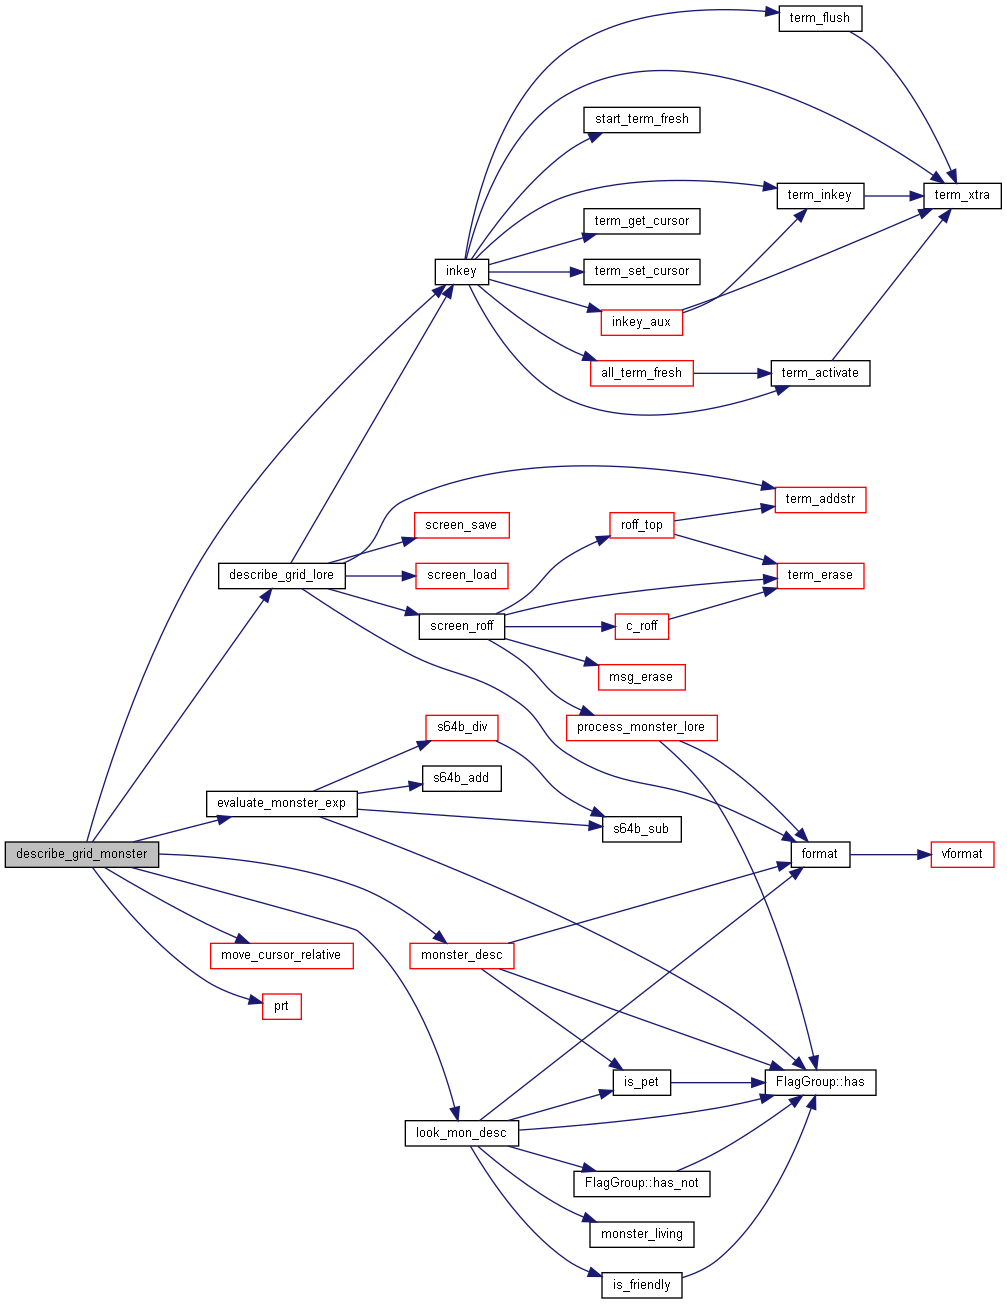 term_flush
start_term_fresh
term_inkey
term_xtra
term_get_cursor
inkey
term_set_cursor
inkey_aux
all_term_fresh
term_activate
term_addstr
screen_save
roff_top
describe_grid_lore
screen_load
term_erase
screen_roff
c_roff
msg_erase
s64b_div
process_monster_lore
s64b_add
evaluate_monster_exp
s64b_sub
describe_grid_monster
format
vformat
move_cursor_relative
monster_desc
prt
is_pet
FlagGroup::has
look_mon_desc
FlagGroup::has_not
monster_living
is_friendly